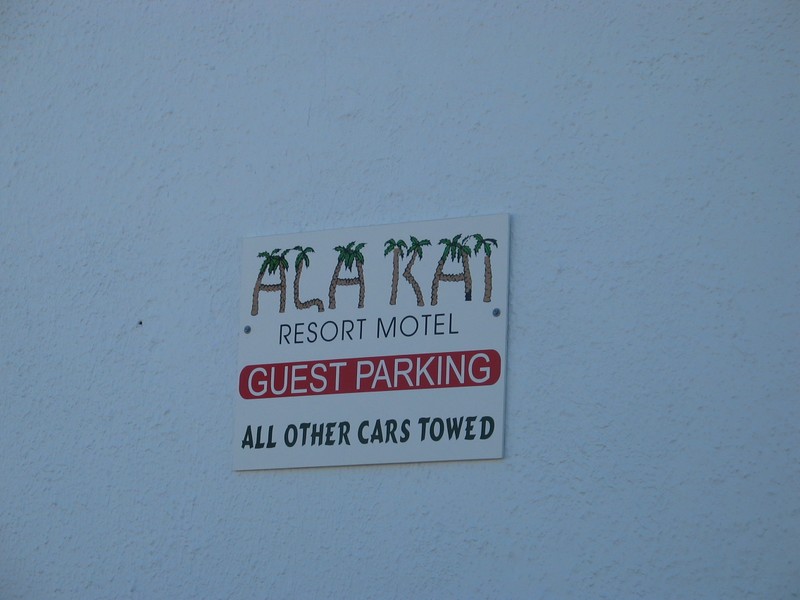 ALA KAI
RESORT MOTEL
GUEST PARKING
ALL OTHER CARS TOWED